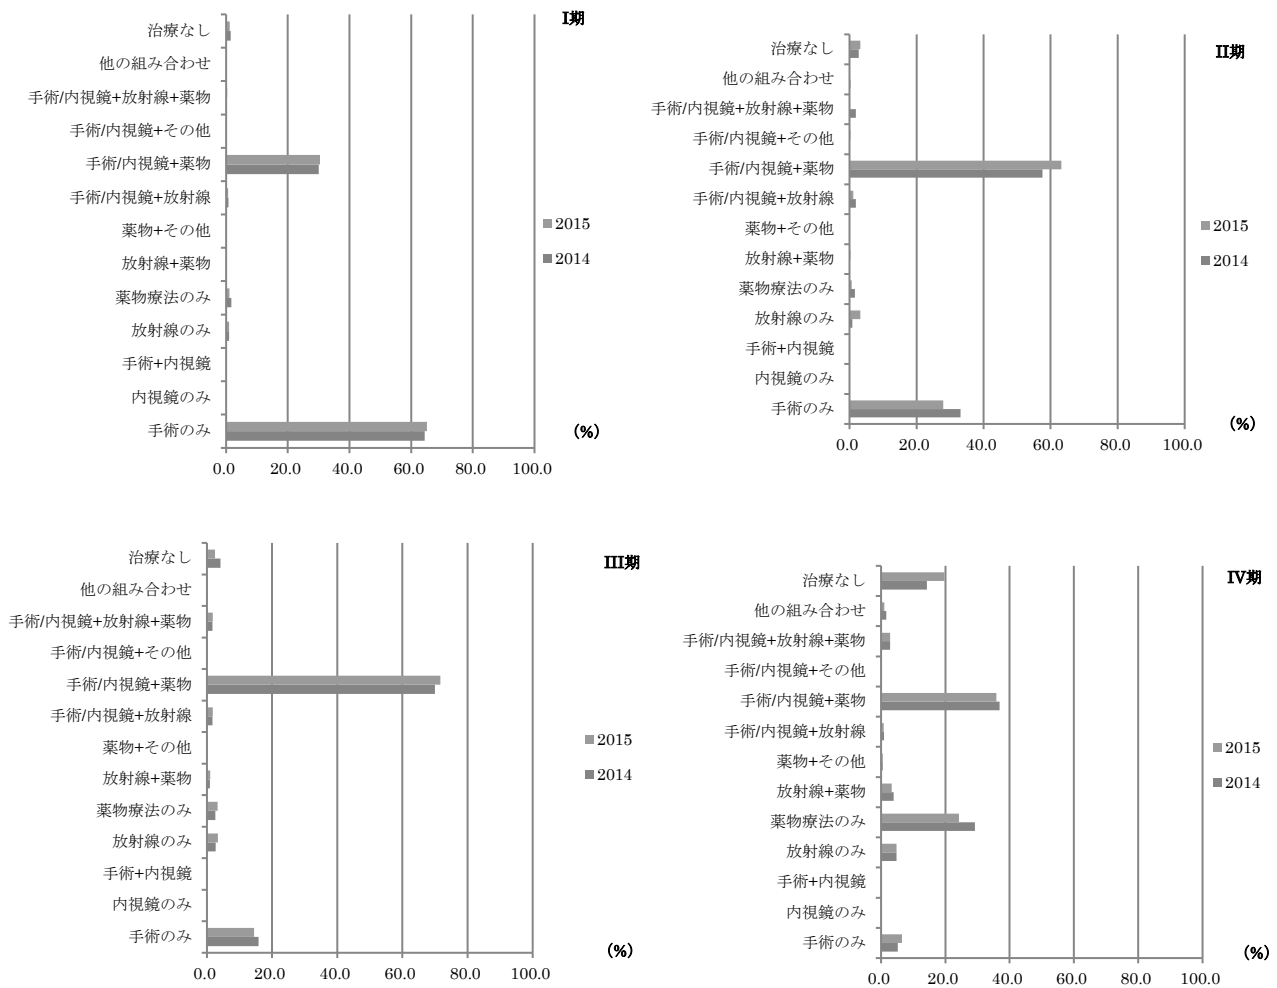 I期
治療なし
他の組み合わせ
手術/内視鏡+放射線+薬物
手術/内視鏡+その他
手術/内視鏡+薬物
手術/内視鏡+放射線
薬物+その他
放射線+薬物
薬物療法のみ
放射線のみ
手術+内視鏡
内視鏡のみ
手術のみ
2015
2014
(%)
0.0 20.0 40.0 60.0 80.0 100.0
II期
治療なし
他の組み合わせ
手術/内視鏡+放射線+薬物
手術/内視鏡+その他
手術/内視鏡+薬物
手術/内視鏡+放射線
薬物+その他
放射線+薬物
薬物療法のみ
放射線のみ
手術+内視鏡
内視鏡のみ
手術のみ
2015
2014
(%)
0.0 20.0 40.0 60.0 80.0 100.0
III期
治療なし
他の組み合わせ
手術/内視鏡+放射線+薬物
手術/内視鏡+その他
手術/内視鏡+薬物
手術/内視鏡+放射線
薬物+その他
放射線+薬物
薬物療法のみ
放射線のみ
手術+内視鏡
内視鏡のみ
手術のみ
2015
2014
(%)
0.0 20.0 40.0 60.0 80.0 100.0
IV期
治療なし
他の組み合わせ
手術/内視鏡+放射線+薬物
手術/内視鏡+その他
手術/内視鏡+薬物
手術/内視鏡+放射線
薬物+その他
放射線+薬物
薬物療法のみ
放射線のみ
手術+内視鏡
内視鏡のみ
手術のみ
2015
2014
(%)
0.0 20.0 40.0 60.0 80.0 100.0